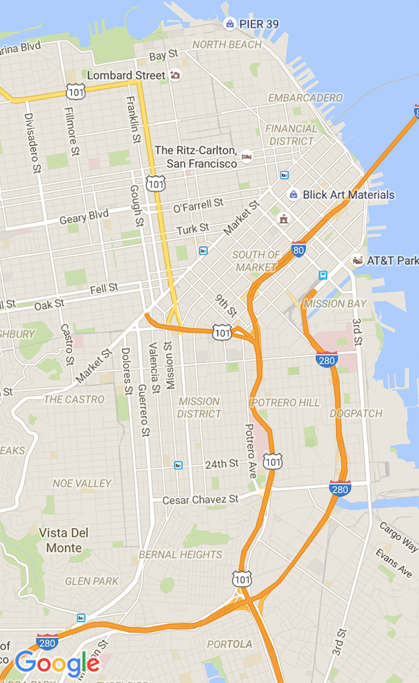 PIER 39
arina Blvd
Bay St
NORTH BEACH
Lombard Street
101
Divisadero St
Fillmore St
Franklin St
EMBARCADERO
FINANCIAL
DISTRICT
The Ritz-Carlton,
San Francisco
101
Gough St
Blick Art Materials
O'Farrell St
Geary Blvd
Turk St
Market St
80
SOUTH OF
MARKET
AT&T Park
Fell St
ll St
Oak St
9th St
MISSION BAY
101
3rd St
SHBURY
Castro St
Market St
Dolores St
Guerrero St
Valencia St
Mission St
280
THE CASTRO
MISSION
DISTRICT
POTRERO HILL
DOGPATCH
Potrero Ave
EAKS
24th St
101
NOE VALLEY
280
Cesar Chavez St
Vista Del
Monte
BERNAL HEIGHTS
Cargo Way
Evans Ave
GLEN PARK
101
280
of
co
PORTOLA
3rd St
Google